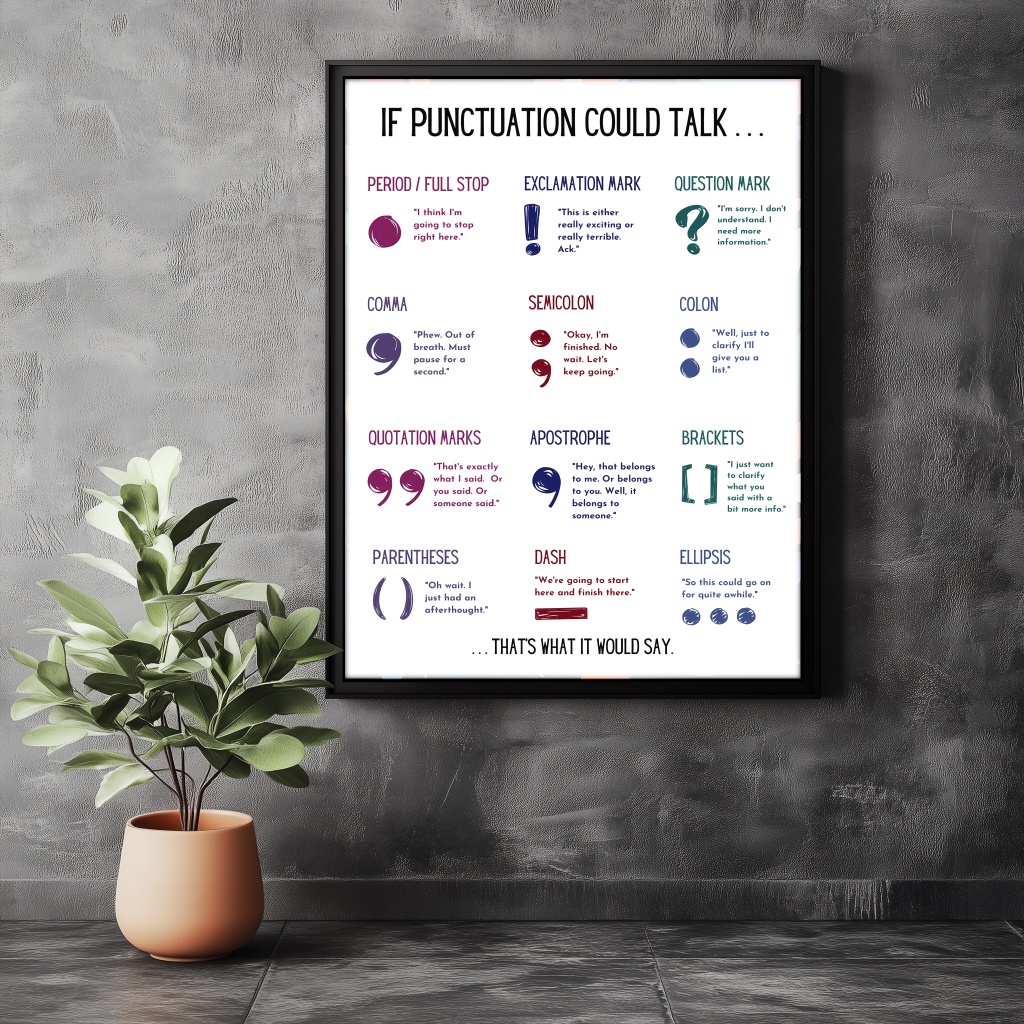 IF PUNCTUATION COULD TALK . . .
PERIOD / FULL STOP
"I think I'm
going to stop
right here."
EXCLAMATION MARK
!
"This is either
really exciting or
really terrible.
Ack."
QUESTION MARK
?
"I'm sorry. I don't
understand. I
need more
information."
COMMA
,
"Phew. Out of
breath. Must
pause for a
second."
SEMICOLON
;
"Okay, I'm
finished. No
wait. Let's
keep going."
COLON
:
"Well, just to
clarify I'll
give you a
list."
QUOTATION MARKS
”
"That's exactly
what I said. Or
you said. Or
someone said."
APOSTROPHE
’
"Hey, that belongs
to me. Or belongs
to you. Well, it
belongs to
someone."
BRACKETS
[ ]
"I just want
to clarify
what you
said with a
bit more info."
PARENTHESES
( )
"Oh wait. I
just had an
afterthought."
DASH
"We're going to start
here and finish there."
—
ELLIPSIS
"So this could go on
for quite awhile."
...
. . . THAT'S WHAT IT WOULD SAY.